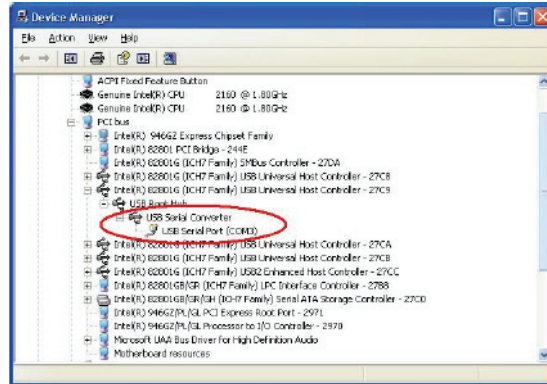 Device Manager
File Action View Help
ACPI Fixed Feature Button
Genuine Intel(R) CPU 2160 @ 1.80GHz
Genuine Intel(R) CPU 2160 @ 1.80GHz
PCI bus
Intel(R) 946GZ Express Chipset Family
Intel(R) 82801 PCI Bridge - 244E
Intel(R) 82801G (ICH7 Family) SMBus Controller - 27DA
Intel(R) 82801G (ICH7 Family) USB Universal Host Controller - 27C8
Intel(R) 82801G (ICH7 Family) USB Universal Host Controller - 27C9
USB Root Hub
USB Serial Converter
USB Serial Port (COM3)
Intel(R) 82801G (ICH7 Family) USB Universal Host Controller - 27CA
Intel(R) 82801G (ICH7 Family) USB Universal Host Controller - 27CB
Intel(R) 82801G (ICH7 Family) USB2 Enhanced Host Controller - 27CC
Intel(R) 82801GB/GR (ICH7 Family) LPC Interface Controller - 27B8
Intel(R) 82801GB/GR/GH (ICH7 Family) Serial ATA Storage Controller - 27C0
Intel(R) 946GZ/PL/GL PCI Express Root Port - 2971
Intel(R) 946GZ/PL/GL Processor to I/O Controller - 2970
Microsoft UAA Bus Driver for High Definition Audio
Motherboard resources